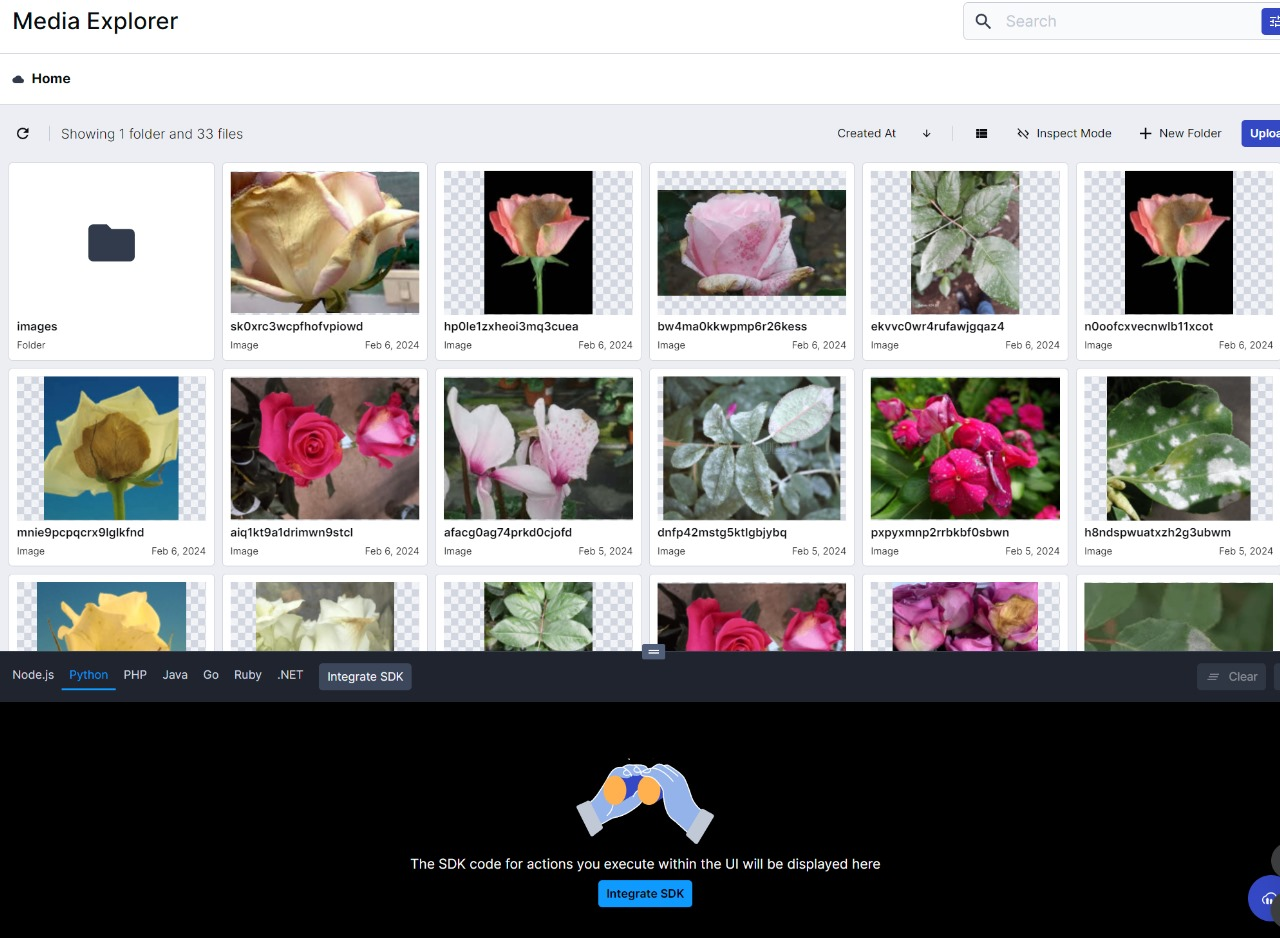 Media Explorer
Search
Home
Showing 1 folder and 33 files
Created At
Inspect Mode
New Folder
images
Folder
sk0xrc3wcpfhofvpiowd
Image Feb 6, 2024
hp0le1zxheoi3mq3cuea
Image Feb 6, 2024
bw4ma0kkwpmp6r26kess
Image Feb 6, 2024
ekvvc0wr4rufawjgqaz4
Image Feb 6, 2024
n0oofcxvecnwlb11xcot
Image Feb 6, 2024
mnie9pcpqcrx9lglkfnd
Image Feb 6, 2024
aiq1kt9a1drimwn9stcl
Image Feb 6, 2024
afacg0ag74prkd0cjofd
Image Feb 5, 2024
dnfp42mstg5ktlgbjybq
Image Feb 5, 2024
pxpyxmnp2rrbkbf0sbwn
Image Feb 5, 2024
h8ndspwuatxzh2g3ubwm
Image Feb 5, 2024
Node.js Python PHP Java Go Ruby .NET Integrate SDK
Clear
The SDK code for actions you execute within the UI will be displayed here
Integrate SDK